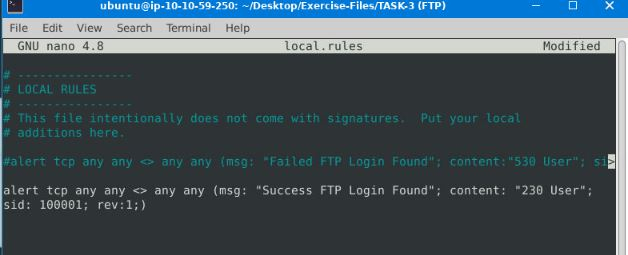 ubuntu@ip-10-10-59-250: ~/Desktop/Exercise-Files/TASK-3 (FTP)
File Edit View Search Terminal Help
GNU nano 4.8 local.rules Modified
# ----------------
# LOCAL RULES
# ----------------
# This file intentionally does not come with signatures.  Put your local
# additions here.
#alert tcp any any <> any any (msg: "Failed FTP Login Found"; content:"530 User"; si>
alert tcp any any <> any any (msg: "Success FTP Login Found"; content: "230 User";
sid: 100001; rev:1;)